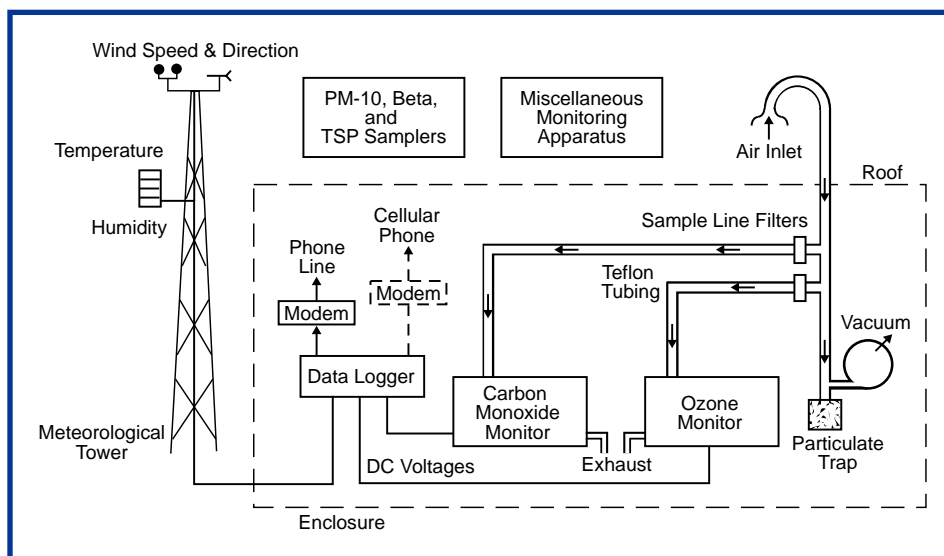 Wind Speed & Direction
PM-10, Beta,
and
TSP Samplers
Miscellaneous
Monitoring
Apparatus
Air Inlet
Temperature
Roof
Humidity
Cellular
Phone
Sample Line Filters
Phone
Line
Teflon
Tubing
Modem
Modem
Vacuum
Data Logger
Carbon
Monoxide
Monitor
Ozone
Monitor
Meteorological
Tower
Particulate
Trap
DC Voltages
Exhaust
Enclosure